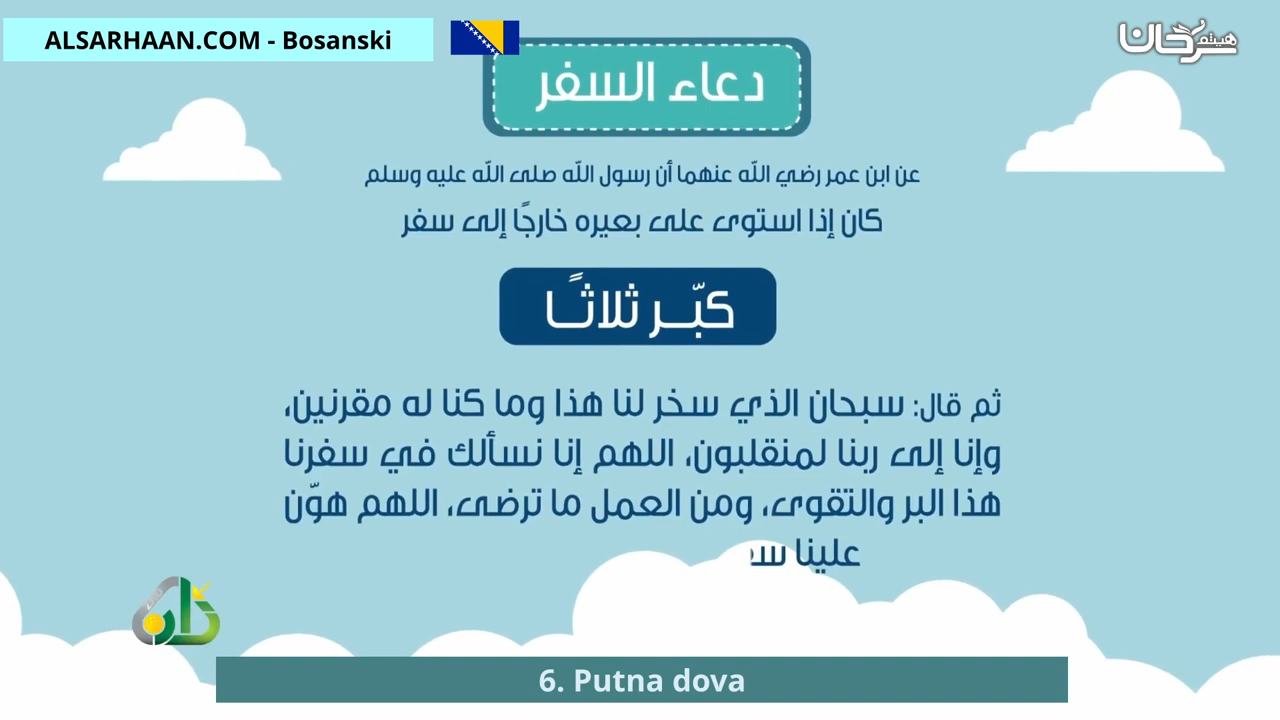 ALSARHAAN.COM - Bosanski
هيثم سرحان
دعاء السفر
عن ابن عمر رضي الله عنهما أن رسول الله صلى الله عليه وسلم
كان إذا استوى على بعيره خارجًا إلى سفر
كبّر ثلاثًا
ثم قال: سبحان الذي سخر لنا هذا وما كنا له مقرنين،
وإنا إلى ربنا لمنقلبون، اللهم إنا نسألك في سفرنا
هذا البر والتقوى، ومن العمل ما ترضى، اللهم هوّن
علينا
6. Putna dova